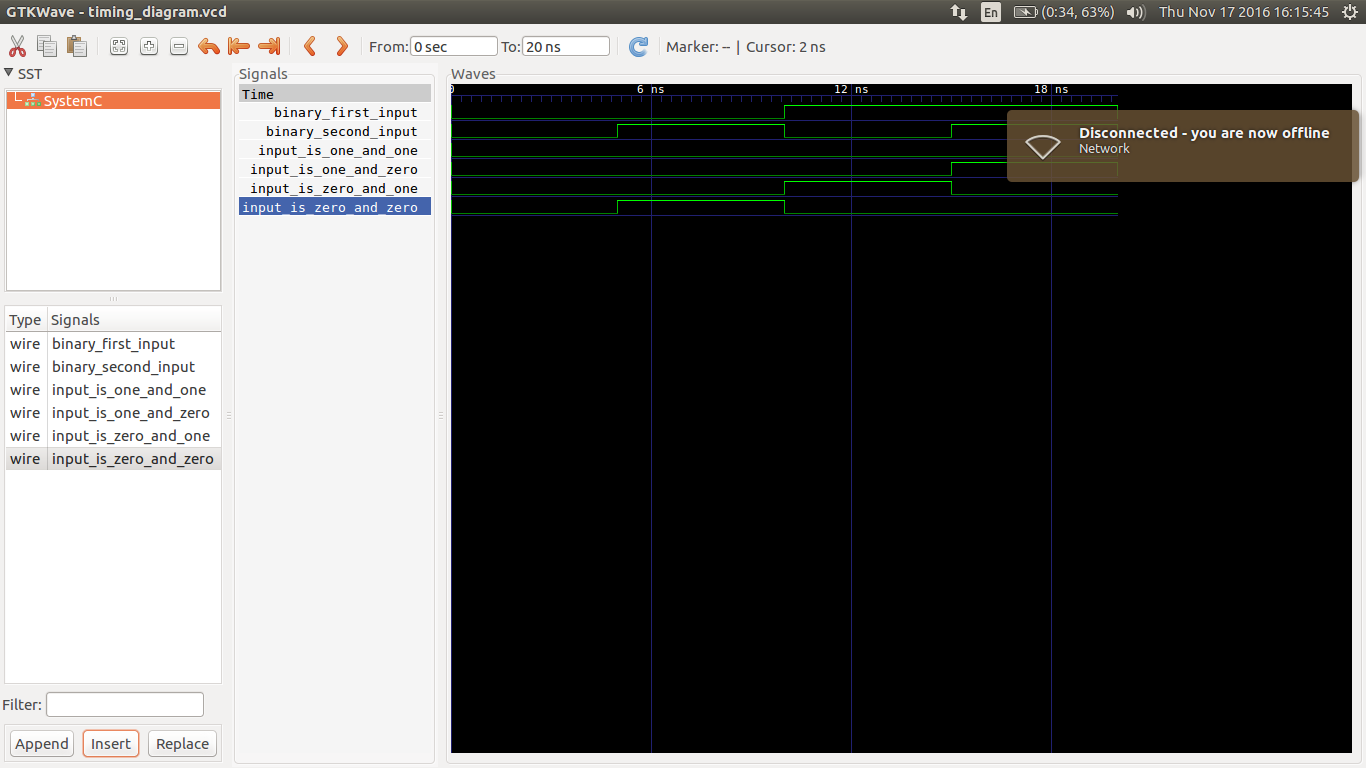 GTKWave - timing_diagram.vcd
En (0:34, 63%) Thu Nov 17 2016 16:15:45
From: 0 sec To: 20 ns Marker: -- | Cursor: 2 ns
SST
SystemC
Type Signals
wire binary_first_input
wire binary_second_input
wire input_is_one_and_one
wire input_is_one_and_zero
wire input_is_zero_and_one
wire input_is_zero_and_zero
Filter:
Append Insert Replace
Signals
Time
binary_first_input
binary_second_input
input_is_one_and_one
input_is_one_and_zero
input_is_zero_and_one
input_is_zero_and_zero
Waves
0 6 ns 12 ns 18 ns
Disconnected - you are now offline
Network